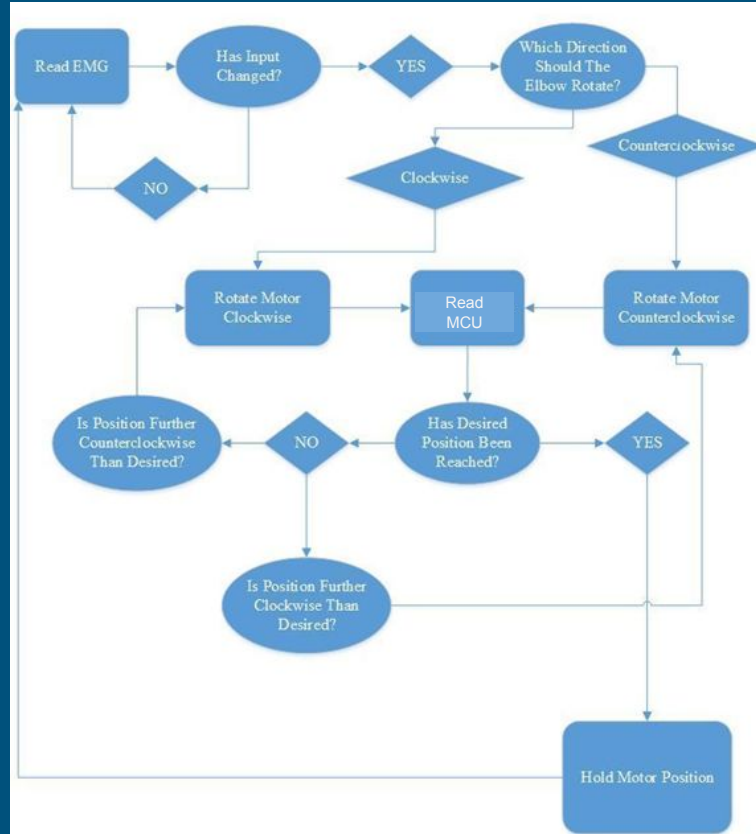 Read EMG
Has Input
Changed?
YES
Which Direction
Should The
Elbow Rotate?
NO
Clockwise
Counterclockwise
Rotate Motor
Clockwise
Read
MCU
Rotate Motor
Counterclockwise
Is Position Further
Counterclockwise
Than Desired?
NO
Has Desired
Position Been
Reached?
YES
Is Position Further
Clockwise Than
Desired?
Hold Motor Position